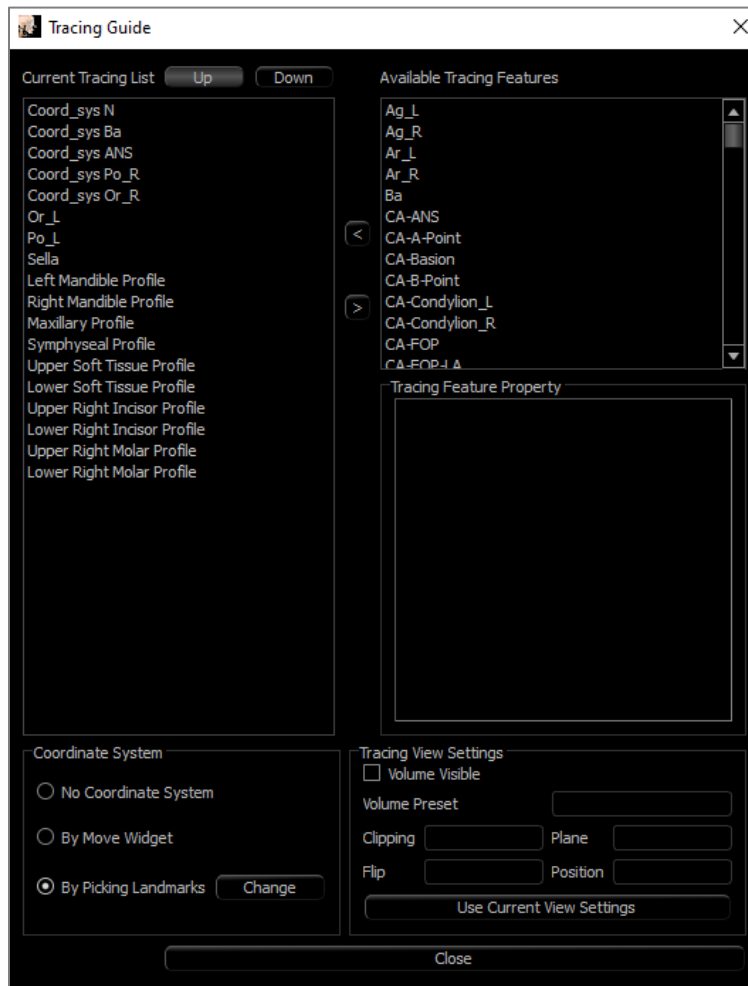 Tracing Guide
Current Tracing List Up Down
Coord_sys N
Coord_sys Ba
Coord_sys ANS
Coord_sys Po_R
Coord_sys Or_R
Or_L
Po_L
Sella
Left Mandible Profile
Right Mandible Profile
Maxillary Profile
Symphyseal Profile
Upper Soft Tissue Profile
Lower Soft Tissue Profile
Upper Right Incisor Profile
Lower Right Incisor Profile
Upper Right Molar Profile
Lower Right Molar Profile
<
>
Available Tracing Features
Ag_L
Ag_R
Ar_L
Ar_R
Ba
CA-ANS
CA-A-Point
CA-Basion
CA-B-Point
CA-Condylion_L
CA-Condylion_R
CA-FOP
CA-FOP-LA
Tracing Feature Property
Coordinate System
No Coordinate System
By Move Widget
By Picking Landmarks Change
Tracing View Settings
Volume Visible
Volume Preset
Clipping Plane
Flip Position
Use Current View Settings
Close